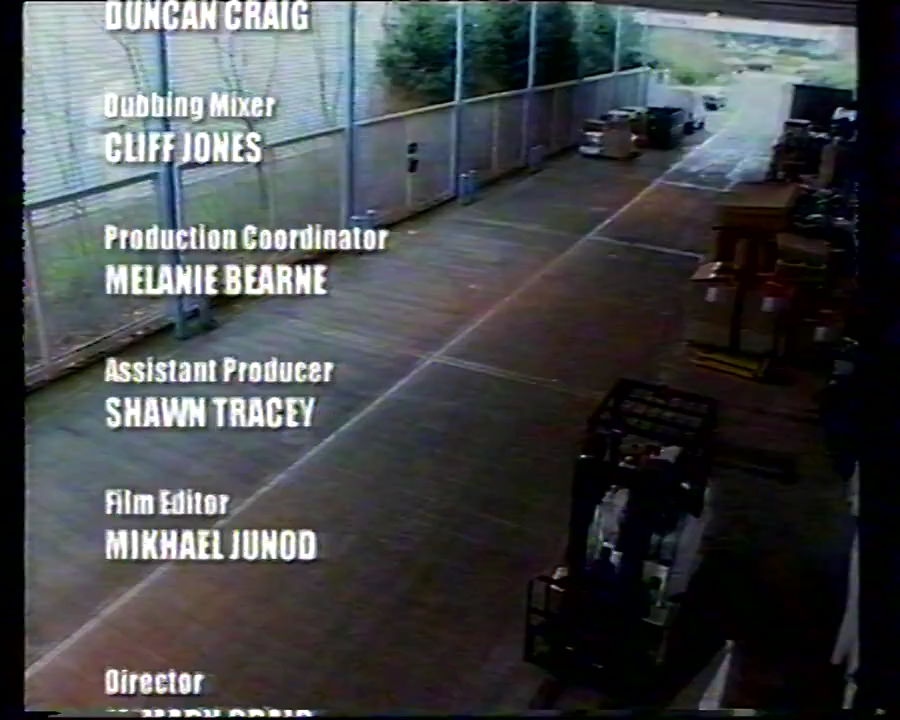 DUNCAN CRAIG
Dubbing Mixer
CLIFF JONES
Production Coordinator
MELANIE BEARNE
Assistant Producer
SHAWN TRACEY
Film Editor
MIKHAEL JUNOD
Director